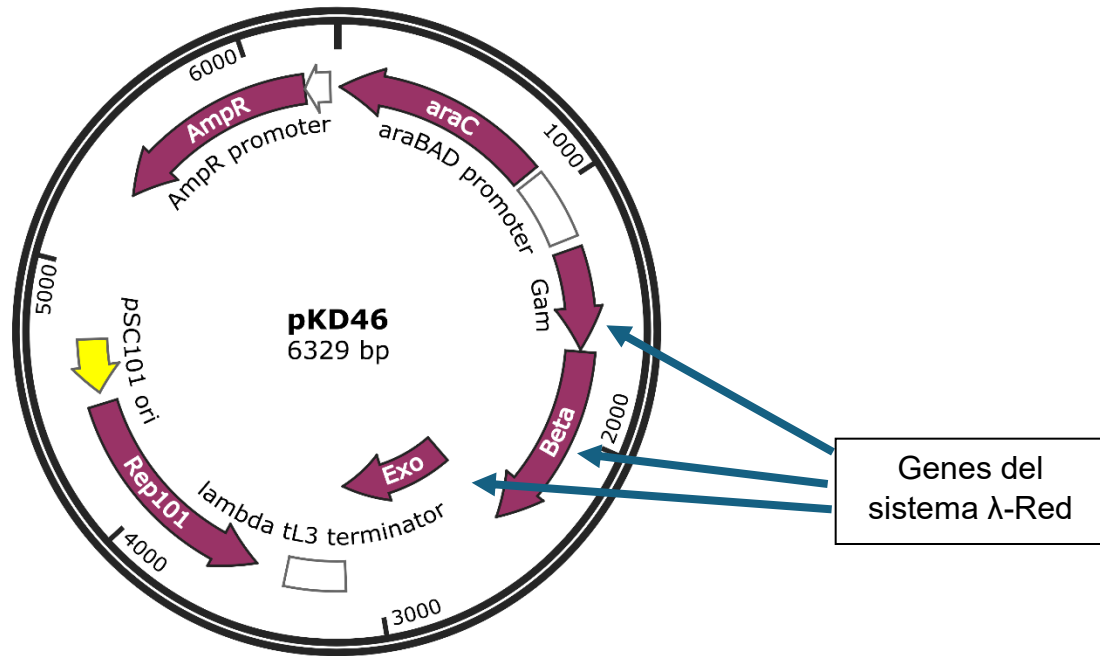 6000
AmpR
AmpR promoter
araC
araBAD promoter
1000
Gam
5000
pSC101 ori
pKD46
6329 bp
2000
Beta
Exo
Rep101
lambda tL3 terminator
4000
3000
Genes del
sistema λ-Red